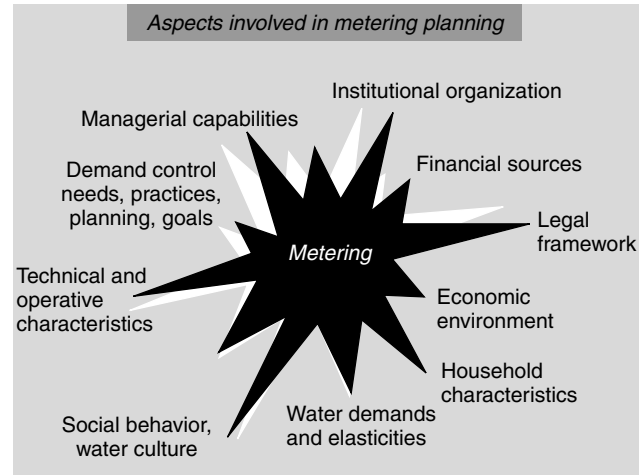 Aspects involved in metering planning
Institutional organization
Managerial capabilities
Financial sources
Demand control
needs, practices,
planning, goals
Legal
framework
Metering
Technical and
operative
characteristics
Economic
environment
Household
characteristics
Water demands
and elasticities
Social behavior,
water culture